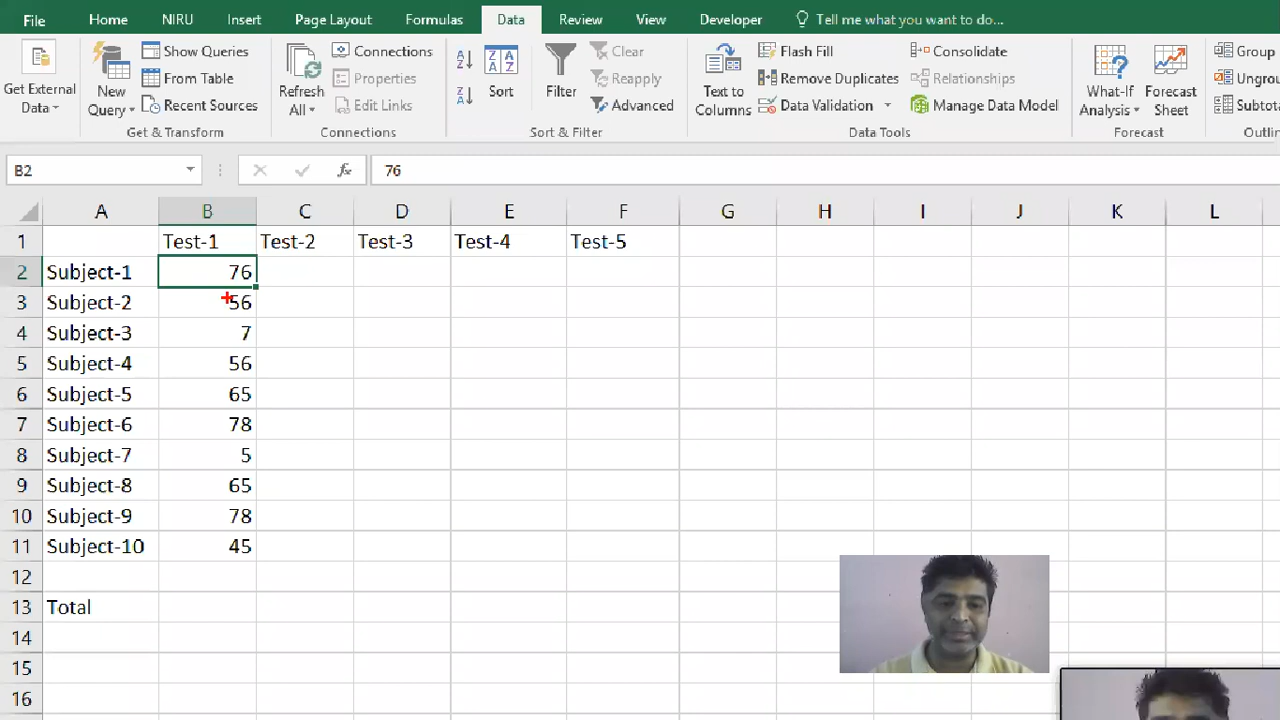 File Home NIRU Insert Page Layout Formulas Data Review View Developer Tell me what you want to do...
Get External Data
New Query
Show Queries
From Table
Recent Sources
Get & Transform
Refresh All
Connections
Properties
Edit Links
Connections
Sort
Filter
Clear
Reapply
Advanced
Sort & Filter
Text to Columns
Flash Fill
Remove Duplicates
Data Validation
Consolidate
Relationships
Manage Data Model
Data Tools
What-If Analysis
Forecast Sheet
Forecast
Group
B2 fx 76
A B C D E F G H I J K L
1 Test-1 Test-2 Test-3 Test-4 Test-5
2 Subject-1 76
3 Subject-2 56
4 Subject-3 7
5 Subject-4 56
6 Subject-5 65
7 Subject-6 78
8 Subject-7 5
9 Subject-8 65
10 Subject-9 78
11 Subject-10 45
12
13 Total
14
15
16